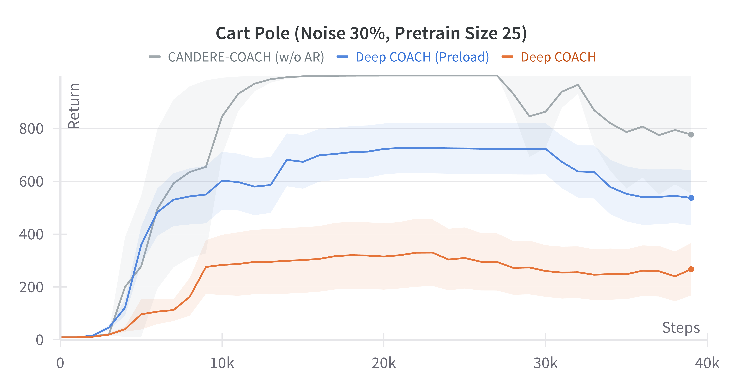 Cart Pole (Noise 30%, Pretrain Size 25)
CANDERE-COACH (w/o AR) Deep COACH (Preload) Deep COACH
Return
800
600
400
200
0
Steps
0 10k 20k 30k 40k